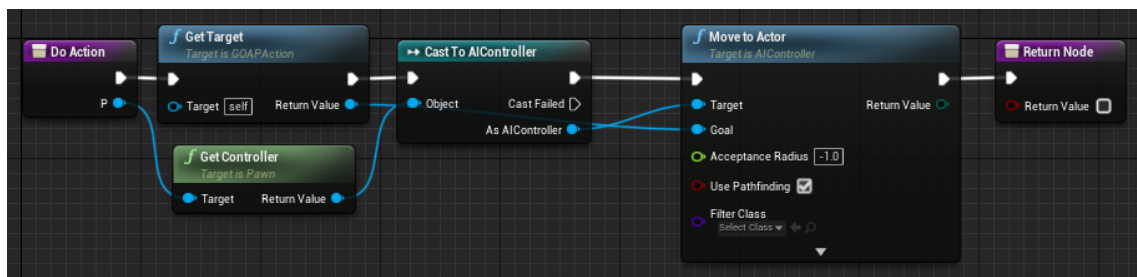 Do Action
P
Get Target
Target is GOAPAction
Target self
Return Value
Get Controller
Target is Pawn
Target
Return Value
Cast To AIController
Object
Cast Failed
As AIController
Move to Actor
Target is AIController
Target
Return Value
Goal
Acceptance Radius -1.0
Use Pathfinding
Filter Class
Select Class
Return Node
Return Value